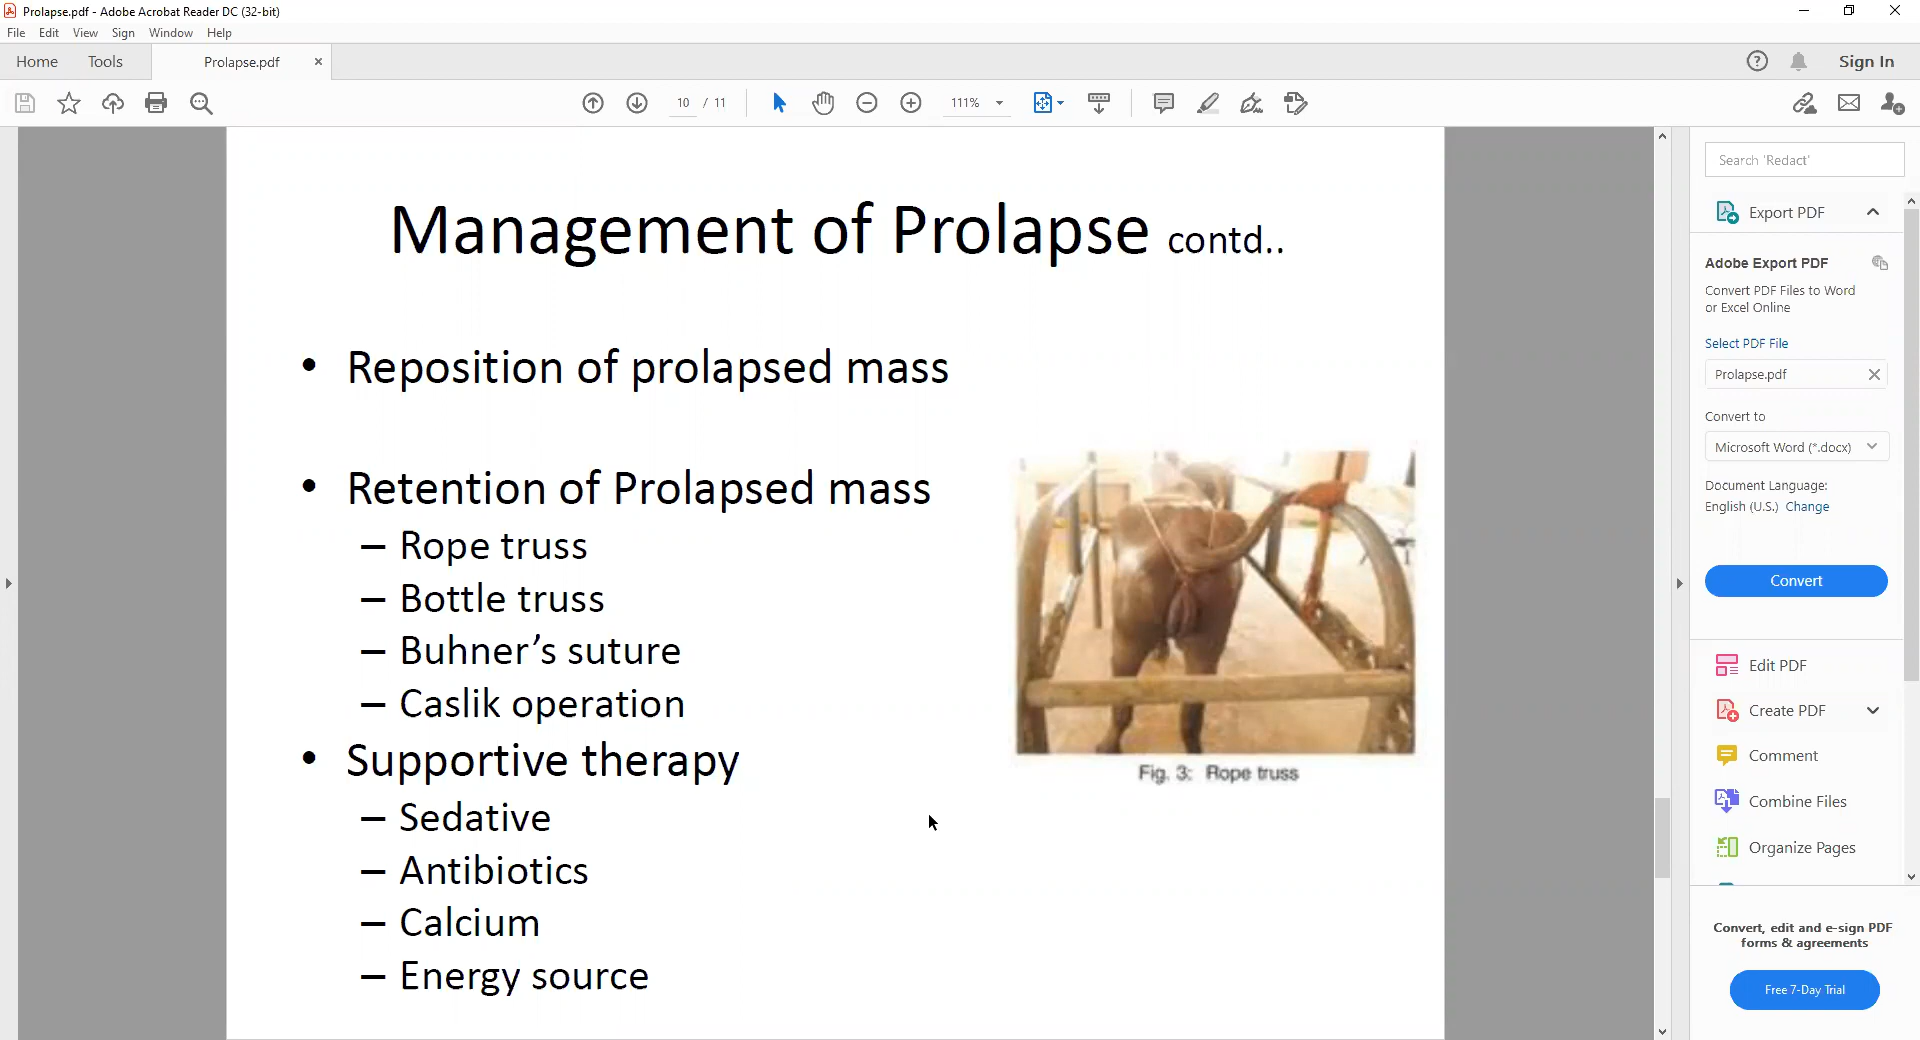 Prolapse.pdf - Adobe Acrobat Reader DC (32-bit)
File Edit View Sign Window Help
Home Tools Prolapse.pdf Sign In
10 / 11 111%
Management of Prolapse contd..
• Reposition of prolapsed mass
• Retention of Prolapsed mass
– Rope truss
– Bottle truss
– Buhner’s suture
– Caslik operation
• Supportive therapy
– Sedative
– Antibiotics
– Calcium
– Energy source
Fig. 3: Rope truss
Search 'Redact'
Export PDF
Adobe Export PDF
Convert PDF Files to Word
or Excel Online
Select PDF File
Prolapse.pdf
Convert to
Microsoft Word (*.docx)
Document Language:
English (U.S.) Change
Convert
Edit PDF
Create PDF
Comment
Combine Files
Organize Pages
Convert, edit and e-sign PDF
forms & agreements
Free 7-Day Trial